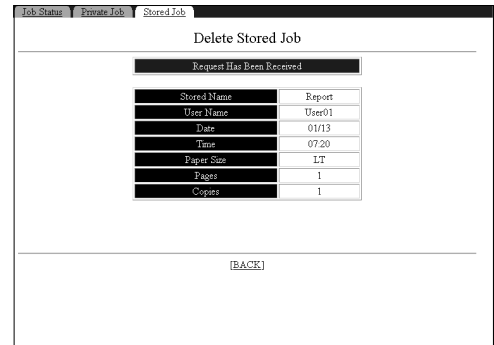 Job Status Private Job Stored Job
Delete Stored Job
Request Has Been Received
Stored Name Report
User Name User01
Date 01/13
Time 07:20
Paper Size LT
Pages 1
Copies 1
[BACK]